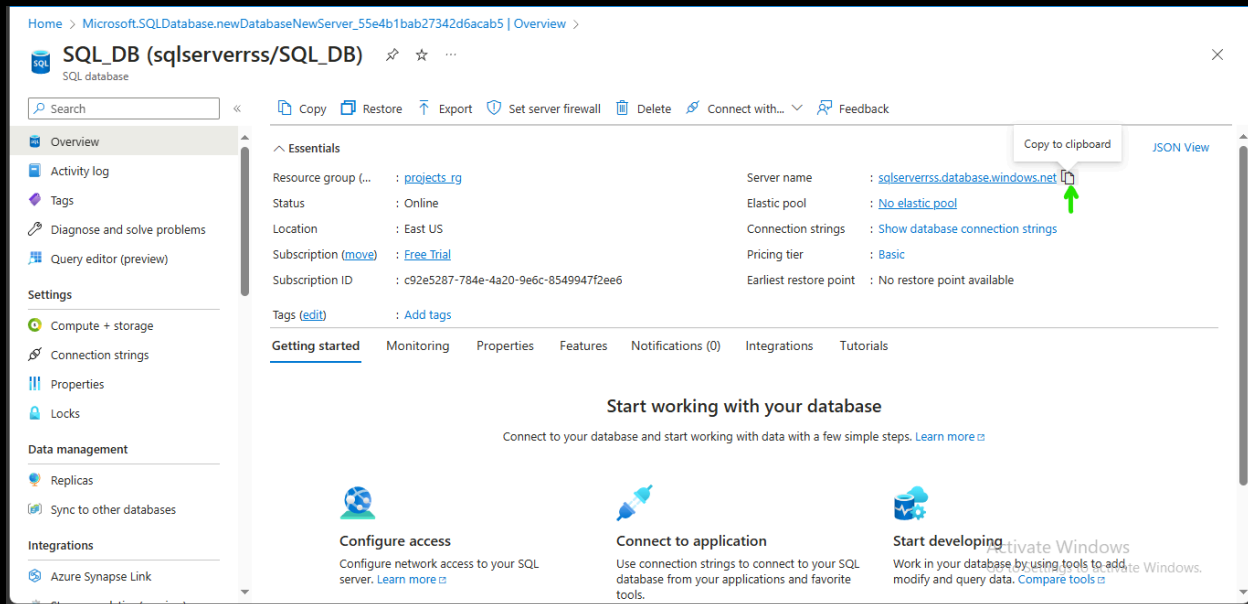 Home > Microsoft.SQLDatabase.newDatabaseNewServer_55e4b1bab27342d6acab5 | Overview >
SQL_DB (sqlserverrss/SQL_DB)
SQL
SQL database
Search
Copy Restore Export Set server firewall Delete Connect with... Feedback
Overview
Activity log
Tags
Diagnose and solve problems
Query editor (preview)
Settings
Compute + storage
Connection strings
Properties
Locks
Data management
Replicas
Sync to other databases
Integrations
Azure Synapse Link
Essentials
Copy to clipboard
JSON View
Resource group (... : projects_rg
Status : Online
Location : East US
Subscription (move) : Free Trial
Subscription ID : c92e5287-784e-4a20-9e6c-8549947f2ee6
Server name : sqlserverrss.database.windows.net
Elastic pool : No elastic pool
Connection strings : Show database connection strings
Pricing tier : Basic
Earliest restore point : No restore point available
Tags (edit) : Add tags
Getting started Monitoring Properties Features Notifications (0) Integrations Tutorials
Start working with your database
Connect to your database and start working with data with a few simple steps. Learn more
Configure access
Configure network access to your SQL
server. Learn more
Connect to application
Use connection strings to connect to your SQL
database from your applications and favorite
tools.
Start developing
Work in your database by using tools to add,
modify and query data. Compare tools
Activate Windows
Go to Settings to activate Windows.